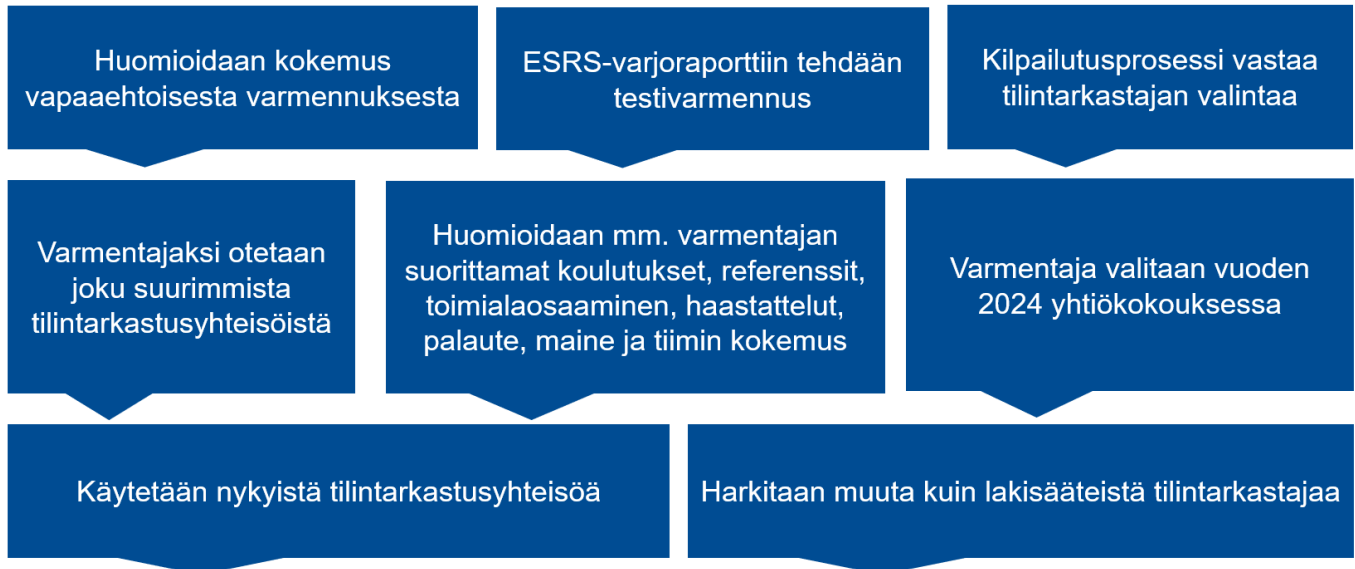 Huomioidaan kokemus
vapaaehtoisesta varmennuksesta
ESRS-varjoraporttiin tehdään
testivarmennus
Kilpailutusprosessi vastaa
tilintarkastajan valintaa
Varmentajaksi otetaan
joku suurimmista
tilintarkastusyhteisöistä
Huomioidaan mm. varmentajan
suorittamat koulutukset, referenssit,
toimialaosaaminen, haastattelut,
palaute, maine ja tiimin kokemus
Varmentaja valitaan vuoden
2024 yhtiökokouksessa
Käytetään nykyistä tilintarkastusyhteisöä
Harkitaan muuta kuin lakisääteistä tilintarkastajaa